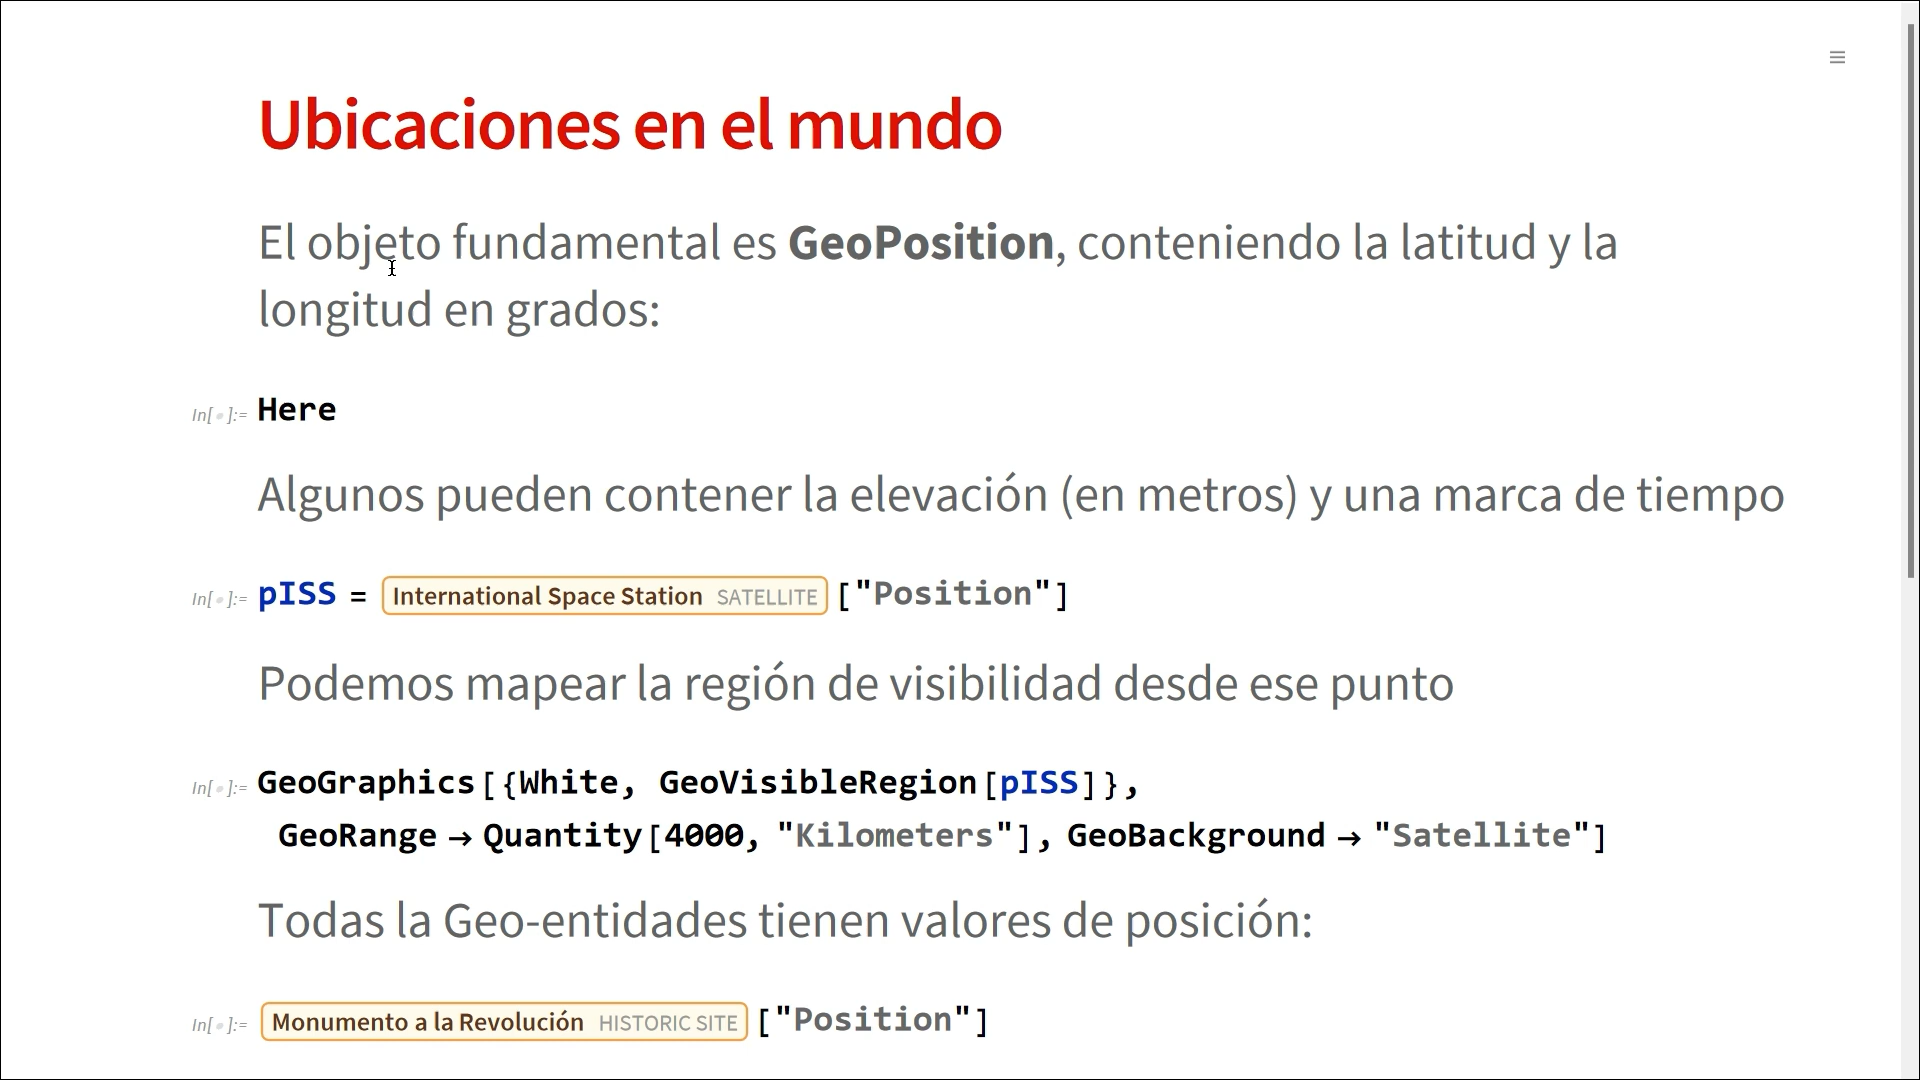 Ubicaciones en el mundo
El objeto fundamental es GeoPosition, conteniendo la latitud y la
longitud en grados:
In[ ]:= Here
Algunos pueden contener la elevación (en metros) y una marca de tiempo
In[ ]:= pISS = International Space Station SATELLITE ["Position"]
Podemos mapear la región de visibilidad desde ese punto
In[ ]:= GeoGraphics[{White, GeoVisibleRegion[pISS]},
GeoRange → Quantity[4000, "Kilometers"], GeoBackground → "Satellite"]
Todas la Geo-entidades tienen valores de posición:
In[ ]:= Monumento a la Revolución HISTORIC SITE ["Position"]